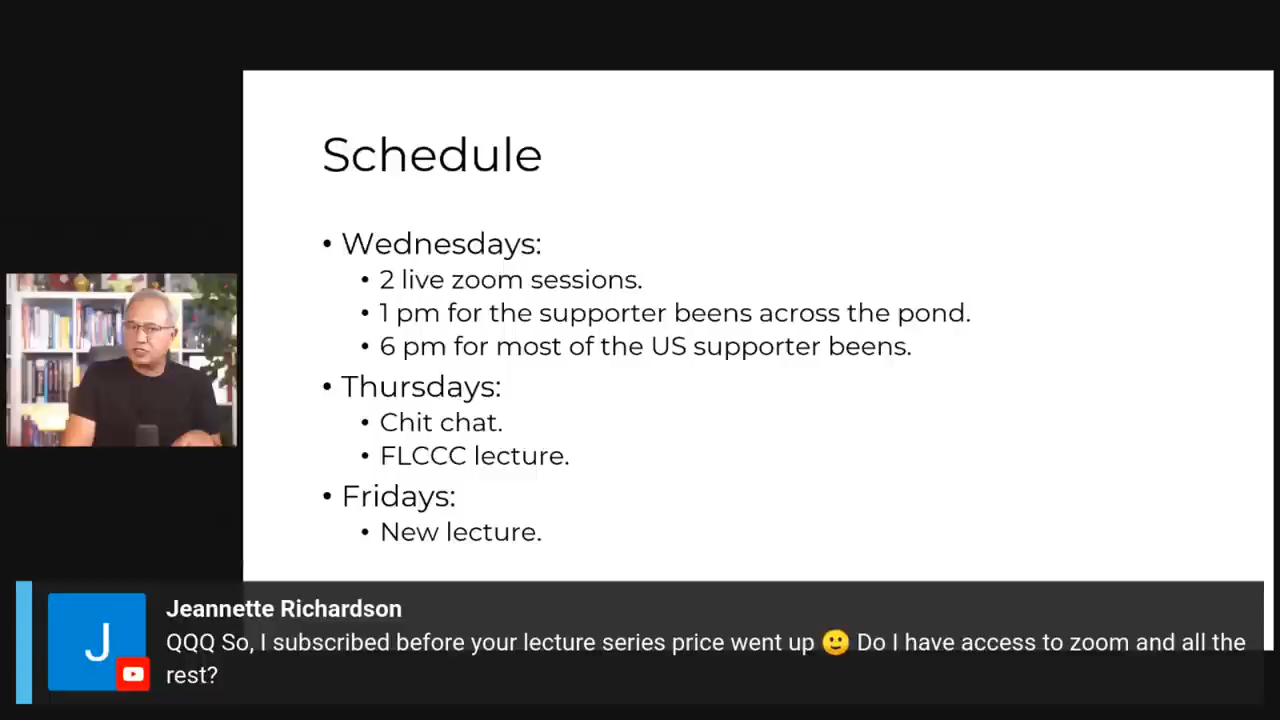 Schedule
• Wednesdays:
• 2 live zoom sessions.
• 1 pm for the supporter beens across the pond.
• 6 pm for most of the US supporter beens.
• Thursdays:
• Chit chat.
• FLCCC lecture.
• Fridays:
• New lecture.
J
Jeannette Richardson
QQQ So, I subscribed before your lecture series price went up 🙂 Do I have access to zoom and all the
rest?